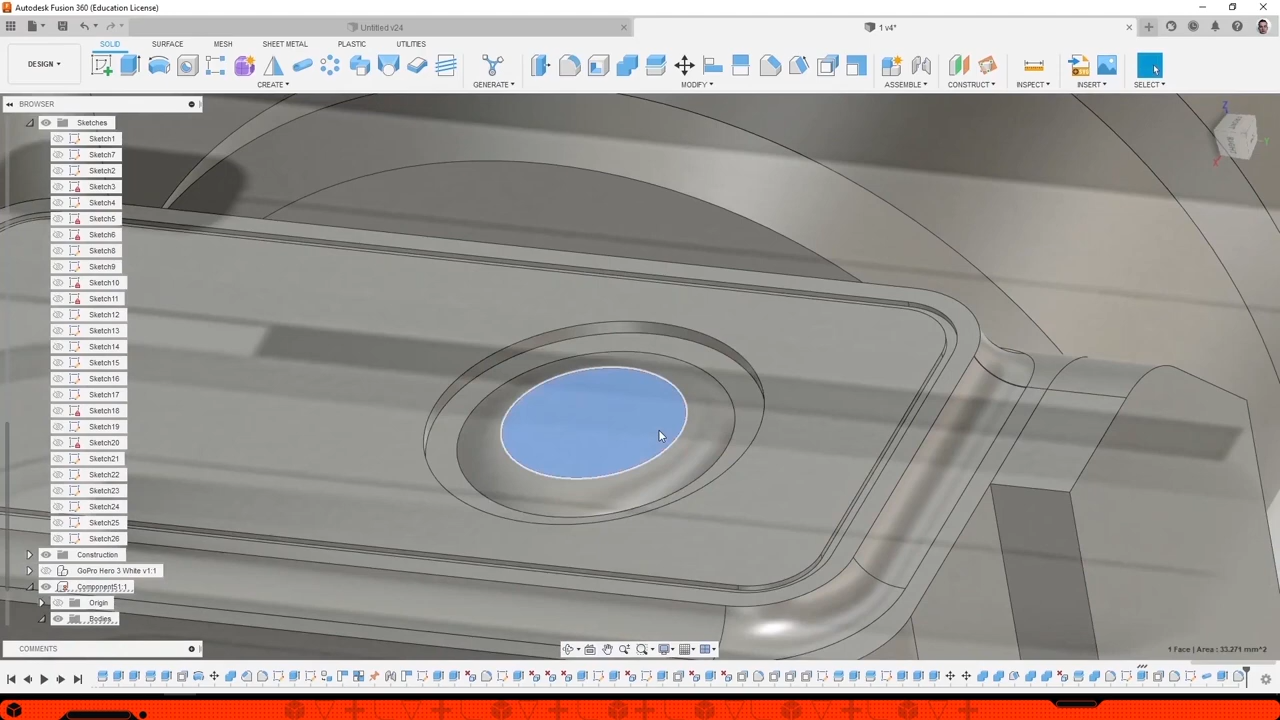 Autodesk Fusion 360 (Education License)
Untitled v24
1 v4*
SOLID SURFACE MESH SHEET METAL PLASTIC UTILITIES
DESIGN
CREATE GENERATE MODIFY ASSEMBLE CONSTRUCT INSPECT INSERT SELECT
BROWSER
Sketches
Sketch1
Sketch7
Sketch2
Sketch3
Sketch4
Sketch5
Sketch6
Sketch8
Sketch9
Sketch10
Sketch11
Sketch12
Sketch13
Sketch14
Sketch15
Sketch16
Sketch17
Sketch18
Sketch19
Sketch20
Sketch21
Sketch22
Sketch23
Sketch24
Sketch25
Sketch26
Construction
GoPro Hero 3 White v1:1
Component51:1
Origin
Bodies
COMMENTS
1 Face | Area : 33.271 mm^2
Z
Y
X